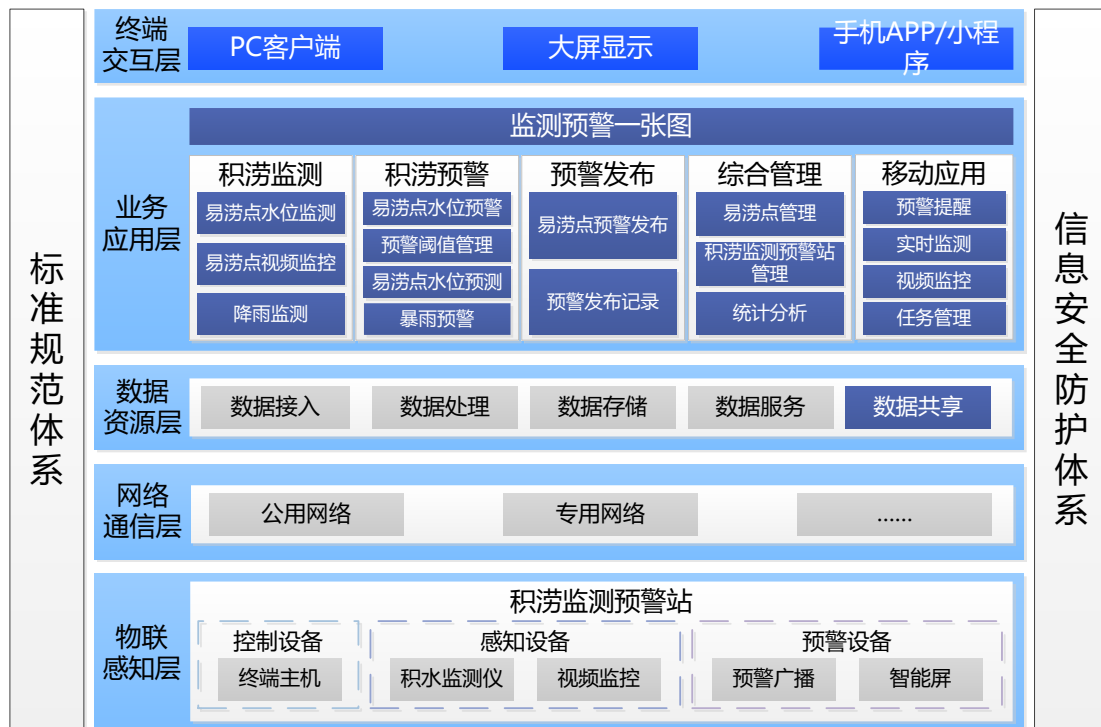 标准规范体系
终端
交互层
PC客户端
大屏显示
手机APP/小程
序
业务
应用层
监测预警一张图
积涝监测
易涝点水位监测
易涝点视频监控
降雨监测
积涝预警
易涝点水位预警
预警阈值管理
易涝点水位预测
暴雨预警
预警发布
易涝点预警发布
预警发布记录
综合管理
易涝点管理
积涝监测预警站
管理
统计分析
移动应用
预警提醒
实时监测
视频监控
任务管理
数据
资源层
数据接入
数据处理
数据存储
数据服务
数据共享
网络
通信层
公用网络
专用网络
......
物联
感知层
积涝监测预警站
控制设备
终端主机
感知设备
积水监测仪
视频监控
预警设备
预警广播
智能屏
信息安全防护体系